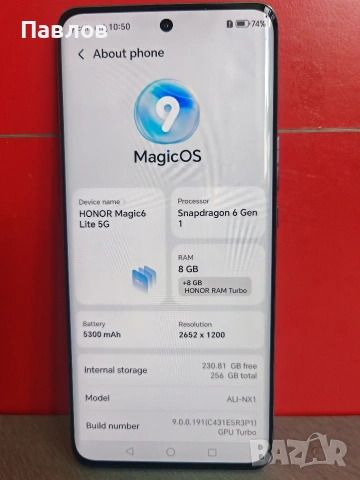 Павлов
10:50
74%
About phone
9
MagicOS
Device name
HONOR Magic6
Lite 5G
Processor
Snapdragon 6 Gen
1
RAM
8 GB
+8 GB
HONOR RAM Turbo
Battery
5300 mAh
Resolution
2652 x 1200
Internal storage
230.81 GB free
256 GB total
Model
ALI-NX1
Build number
9.0.0.191(C431E5R3P1)
GPU Turbo
BAZAR